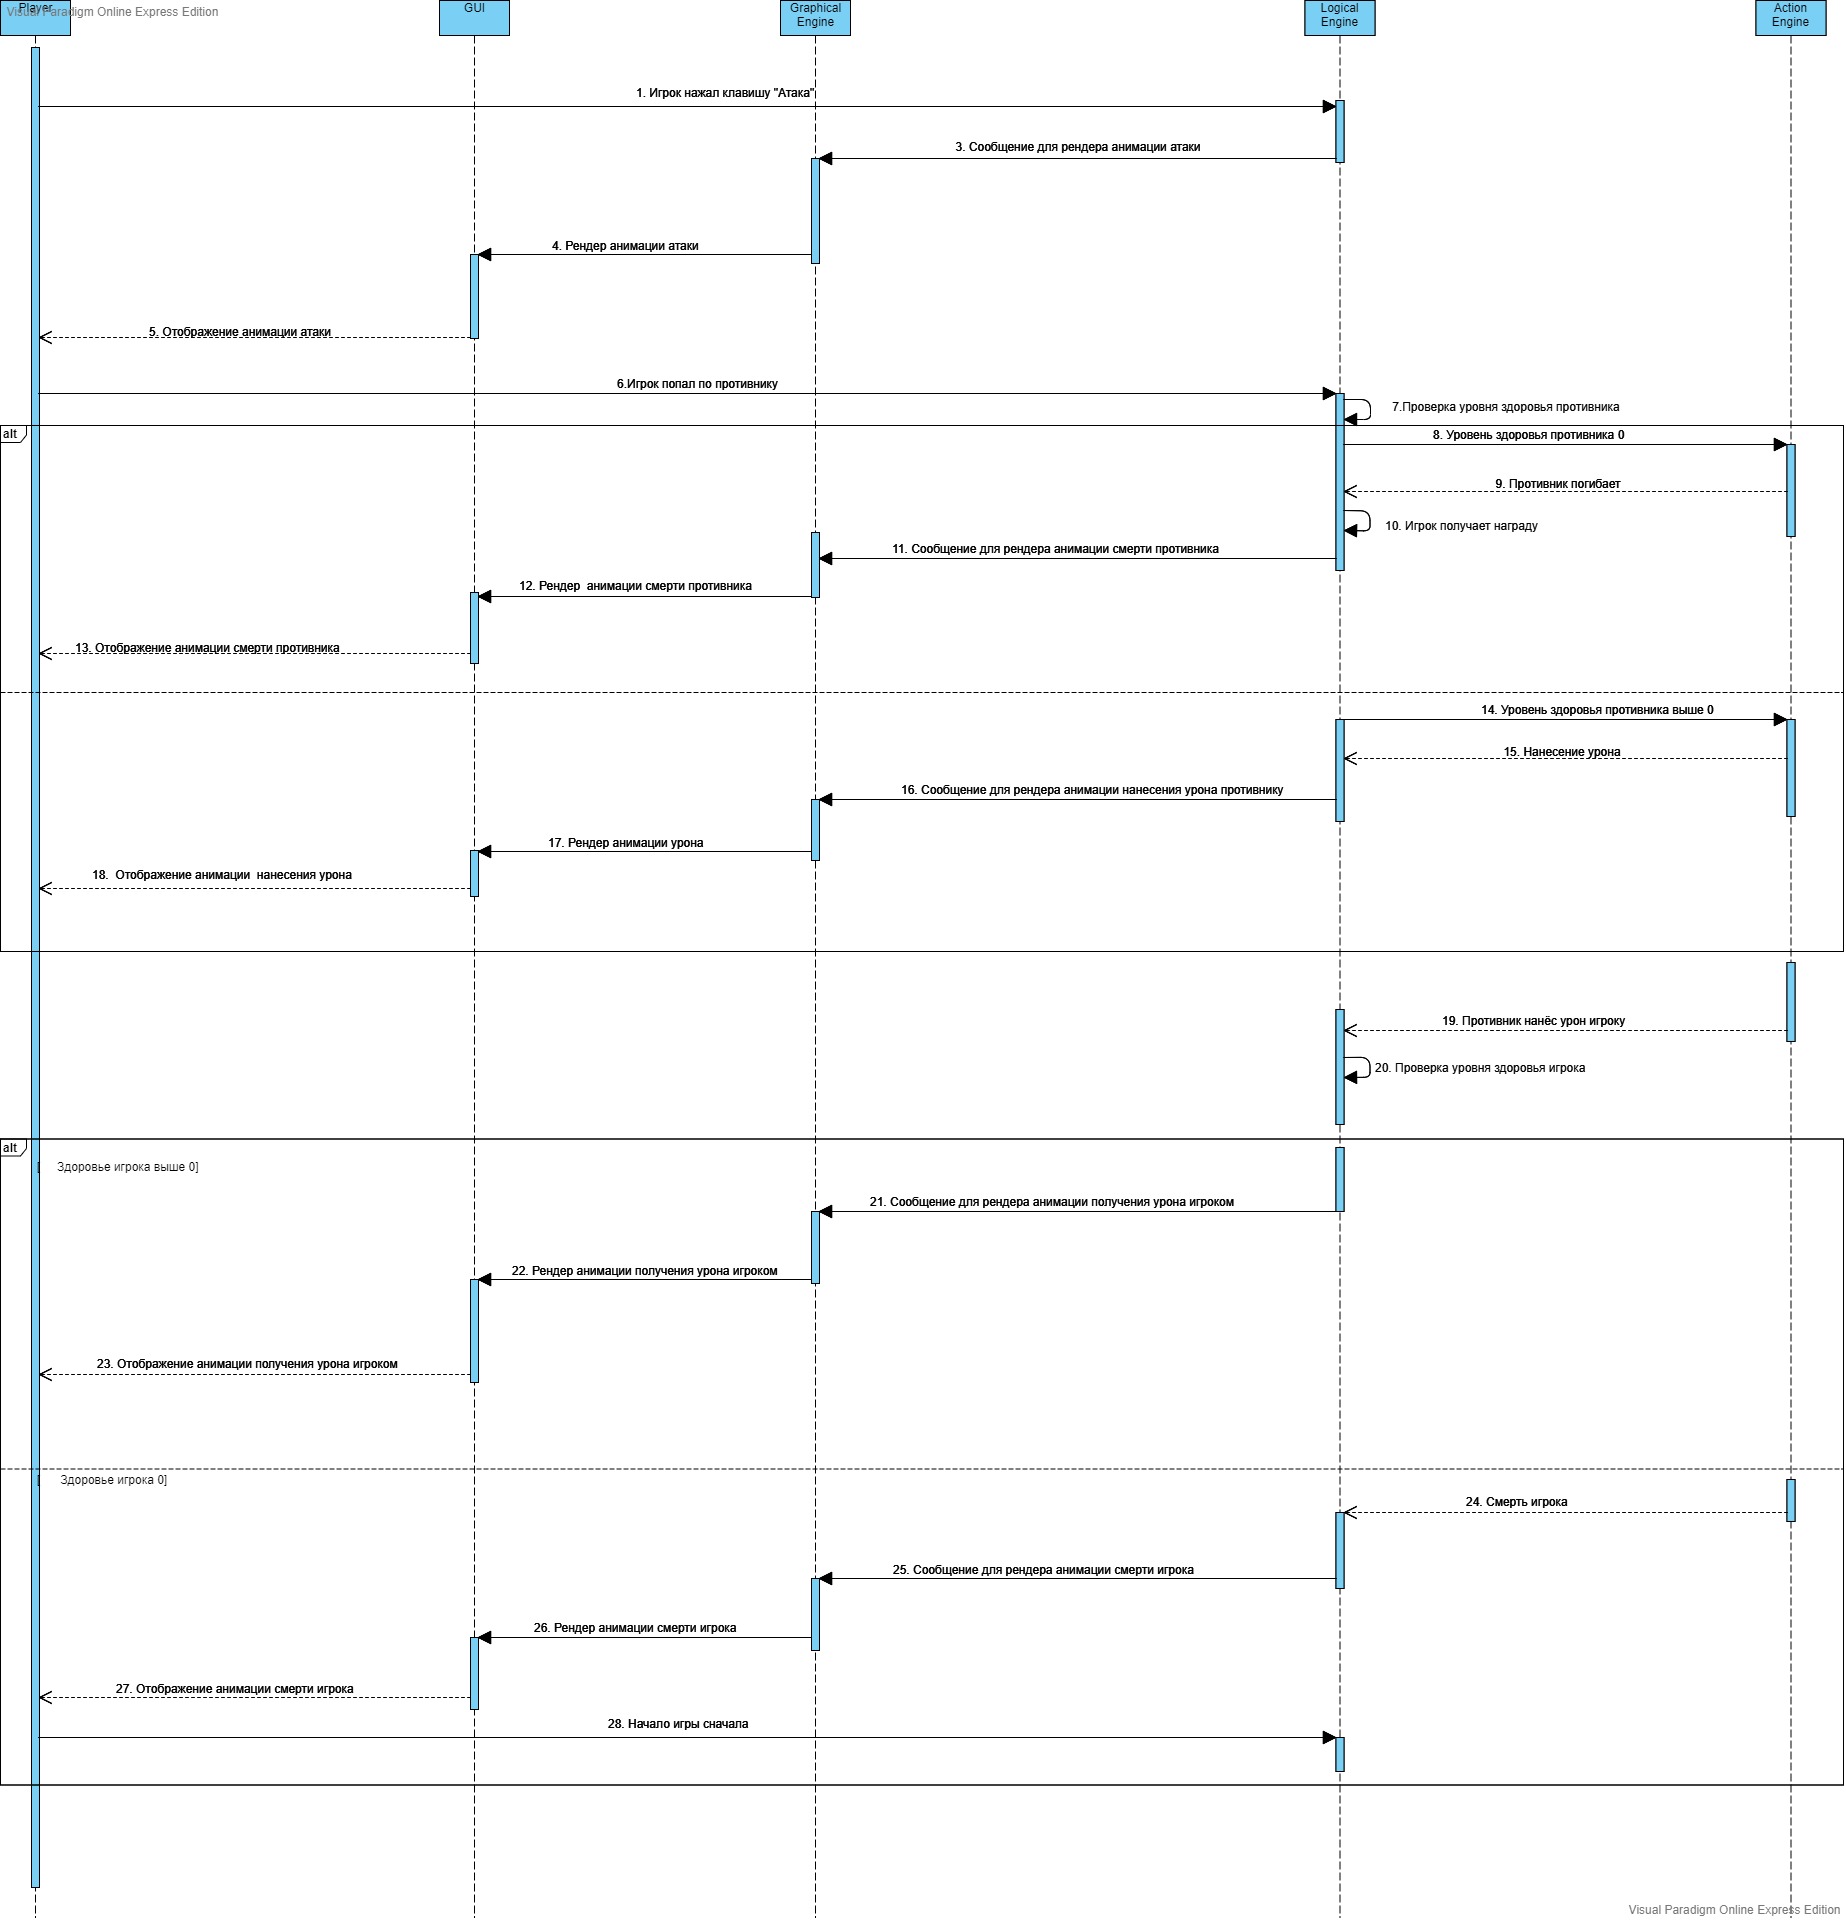 Player
Visual Paradigm Online Express Edition
GUI
Graphical
Engine
Logical
Engine
Action
Engine
1. Игрок нажал клавишу "Атака"
3. Сообщение для рендера анимации атаки
4. Рендер анимации атаки
5. Отображение анимации атаки
6.Игрок попал по противнику
7.Проверка уровня здоровья противника
alt
8. Уровень здоровья противника 0
9. Противник погибает
10. Игрок получает награду
11. Сообщение для рендера анимации смерти противника
12. Рендер  анимации смерти противника
13. Отображение анимации смерти противника
14. Уровень здоровья противника выше 0
15. Нанесение урона
16. Сообщение для рендера анимации нанесения урона противнику
17. Рендер анимации урона
18.  Отображение анимации  нанесения урона
19. Противник нанёс урон игроку
20. Проверка уровня здоровья игрока
alt
[ Здоровье игрока выше 0]
21. Сообщение для рендера анимации получения урона игроком
22. Рендер анимации получения урона игроком
23. Отображение анимации получения урона игроком
[ Здоровье игрока 0]
24. Смерть игрока
25. Сообщение для рендера анимации смерти игрока
26. Рендер анимации смерти игрока
27. Отображение анимации смерти игрока
28. Начало игры сначала
Visual Paradigm Online Express Edition